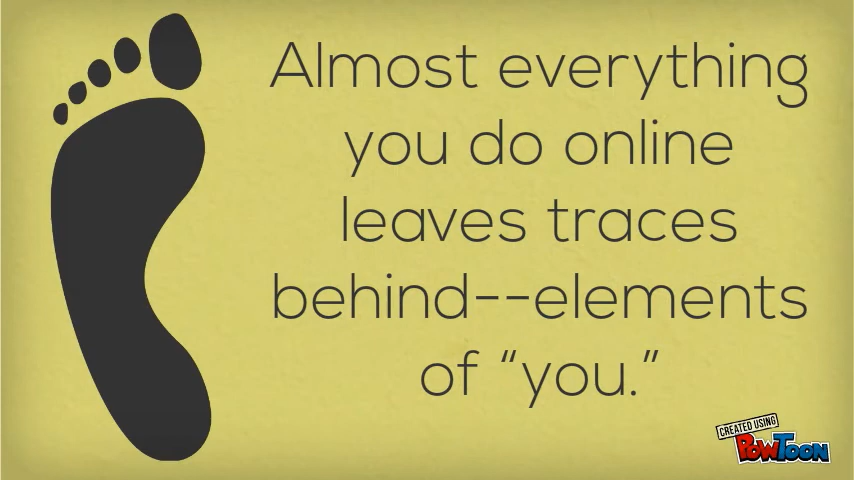 Almost everything
you do online
leaves traces
behind--elements
of “you.”
CREATED USING
POWTOON